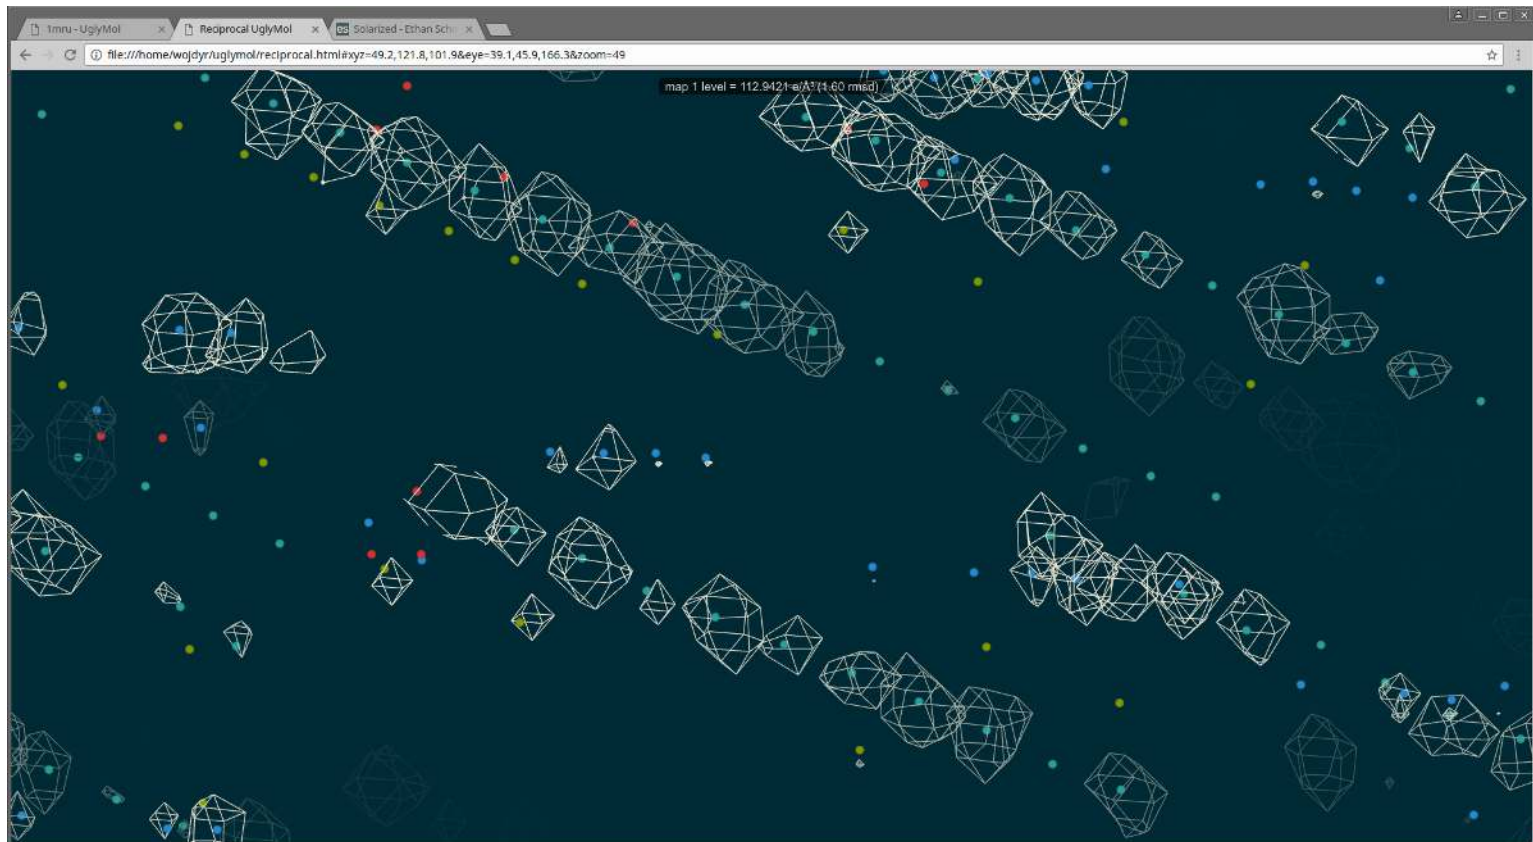 1mru - UglyMol
Reciprocal UglyMol
Solarized - Ethan Scho
file:///home/wojdyr/uglymol/reciprocal.html#xyz=49.2,121.8,101.9&eye=39.1,45.9,166.3&zoom=49
map 1 level = 112.9421 e/Å³ (1.60 rmsd)